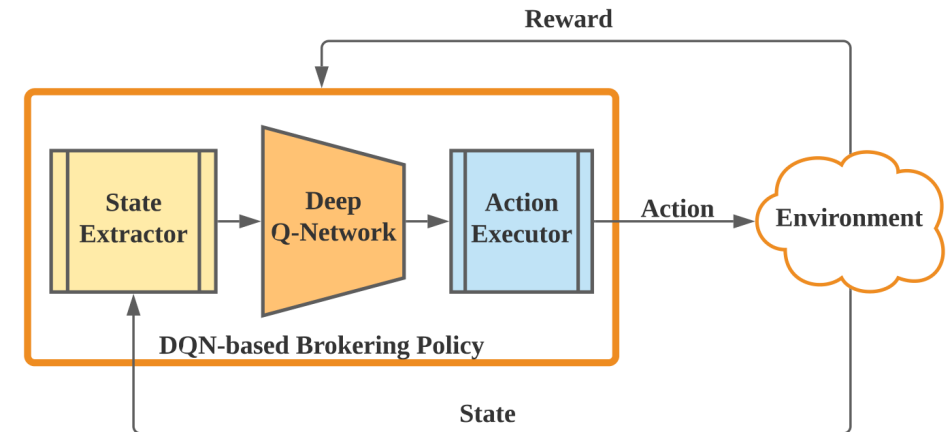 Reward
State
Extractor
Deep
Q-Network
Action
Executor
Action
Environment
DQN-based Brokering Policy
State